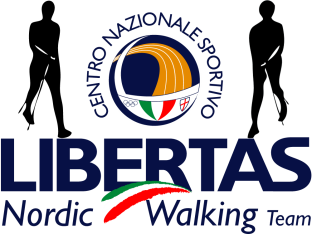 CENTRO NAZIONALE SPORTIVO
LIBERTAS
Nordic Walking Team